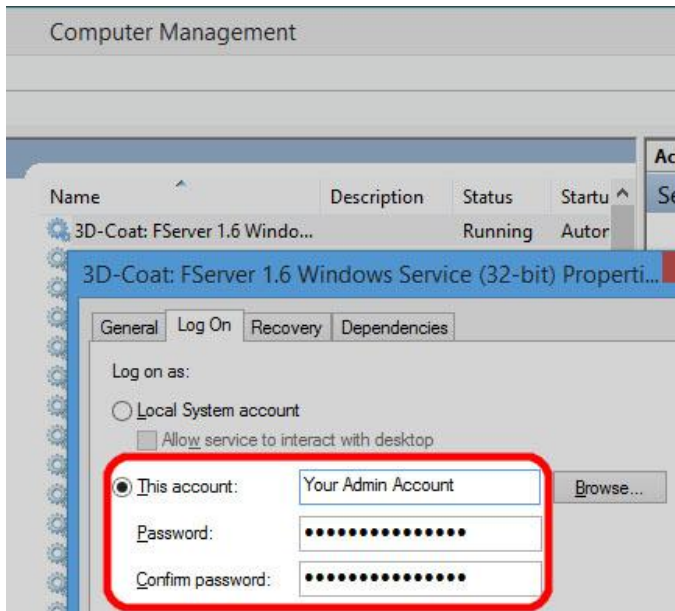 Computer Management
Ac
Name Description Status Startu Se
3D-Coat: FServer 1.6 Windo... Running Autor
3D-Coat: FServer 1.6 Windows Service (32-bit) Properti...
General Log On Recovery Dependencies
Log on as:
Local System account
Allow service to interact with desktop
This account: Your Admin Account Browse...
Password: •••••••••••••••
Confirm password: •••••••••••••••